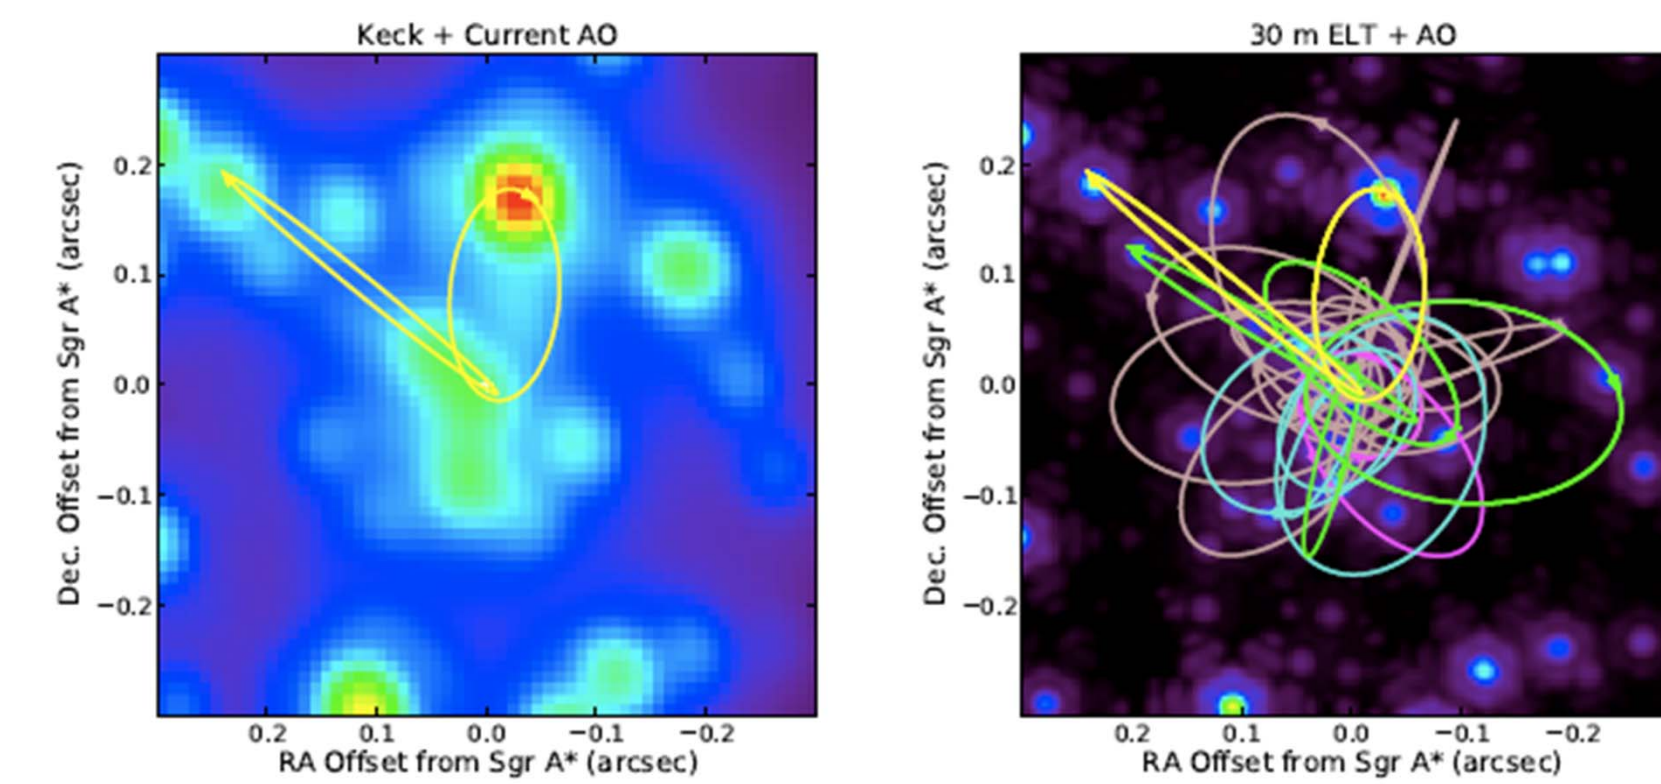 Keck + Current AO
Dec. Offset from Sgr A* (arcsec)
0.2
0.1
0.0
−0.1
−0.2
0.2 0.1 0.0 −0.1 −0.2
RA Offset from Sgr A* (arcsec)
30 m ELT + AO
Dec. Offset from Sgr A* (arcsec)
0.2
0.1
0.0
−0.1
−0.2
0.2 0.1 0.0 −0.1 −0.2
RA Offset from Sgr A* (arcsec)